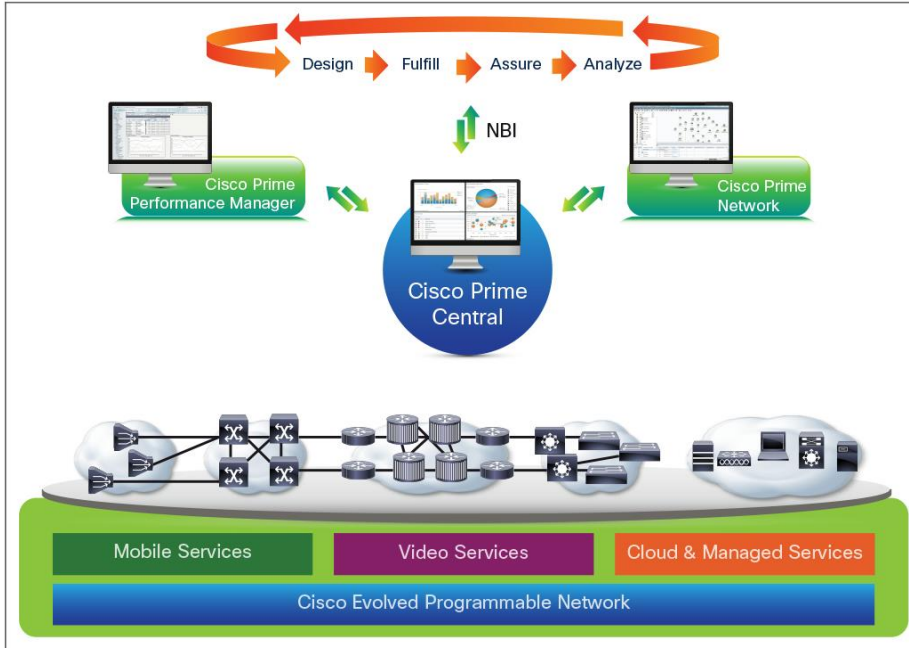 Design
Fulfill
Assure
Analyze
NBI
Cisco Prime
Performance Manager
Cisco Prime
Network
Cisco Prime
Central
Mobile Services
Video Services
Cloud & Managed Services
Cisco Evolved Programmable Network